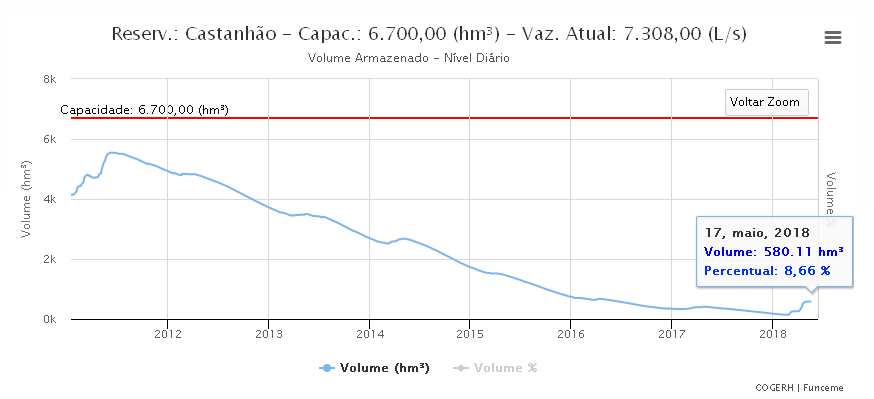 Reserv.: Castanhão – Capac.: 6.700,00 (hm³) – Vaz. Atual: 7.308,00 (L/s)
Volume Armazenado – Nível Diário
8k
Voltar Zoom
Capacidade: 6.700,00 (hm³)
6k
Volume (hm³)
4k
Volume %
17, maio, 2018
Volume: 580.11 hm³
Percentual: 8,66 %
2k
0k
2012 2013 2014 2015 2016 2017 2018
Volume (hm³) Volume %
COGERH | Funceme